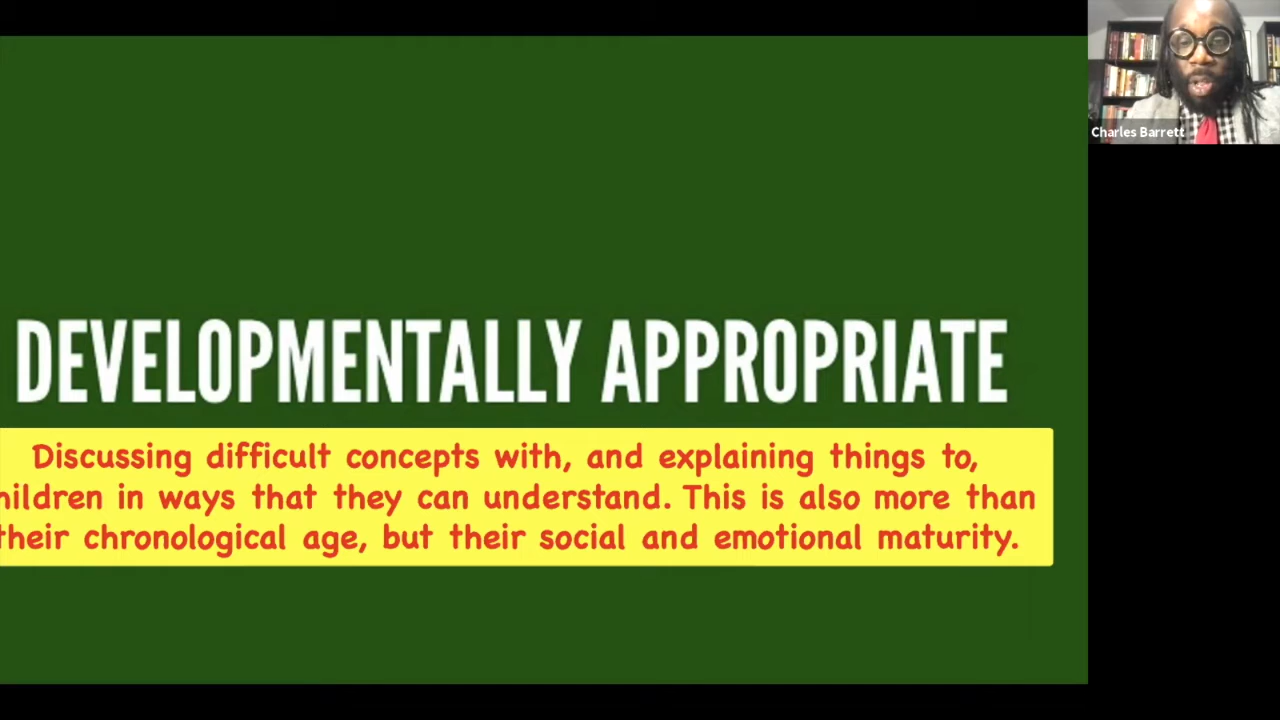 DEVELOPMENTALLY APPROPRIATE
Discussing difficult concepts with, and explaining things to,
hildren in ways that they can understand. This is also more than
their chronological age, but their social and emotional maturity.
Charles Barrett